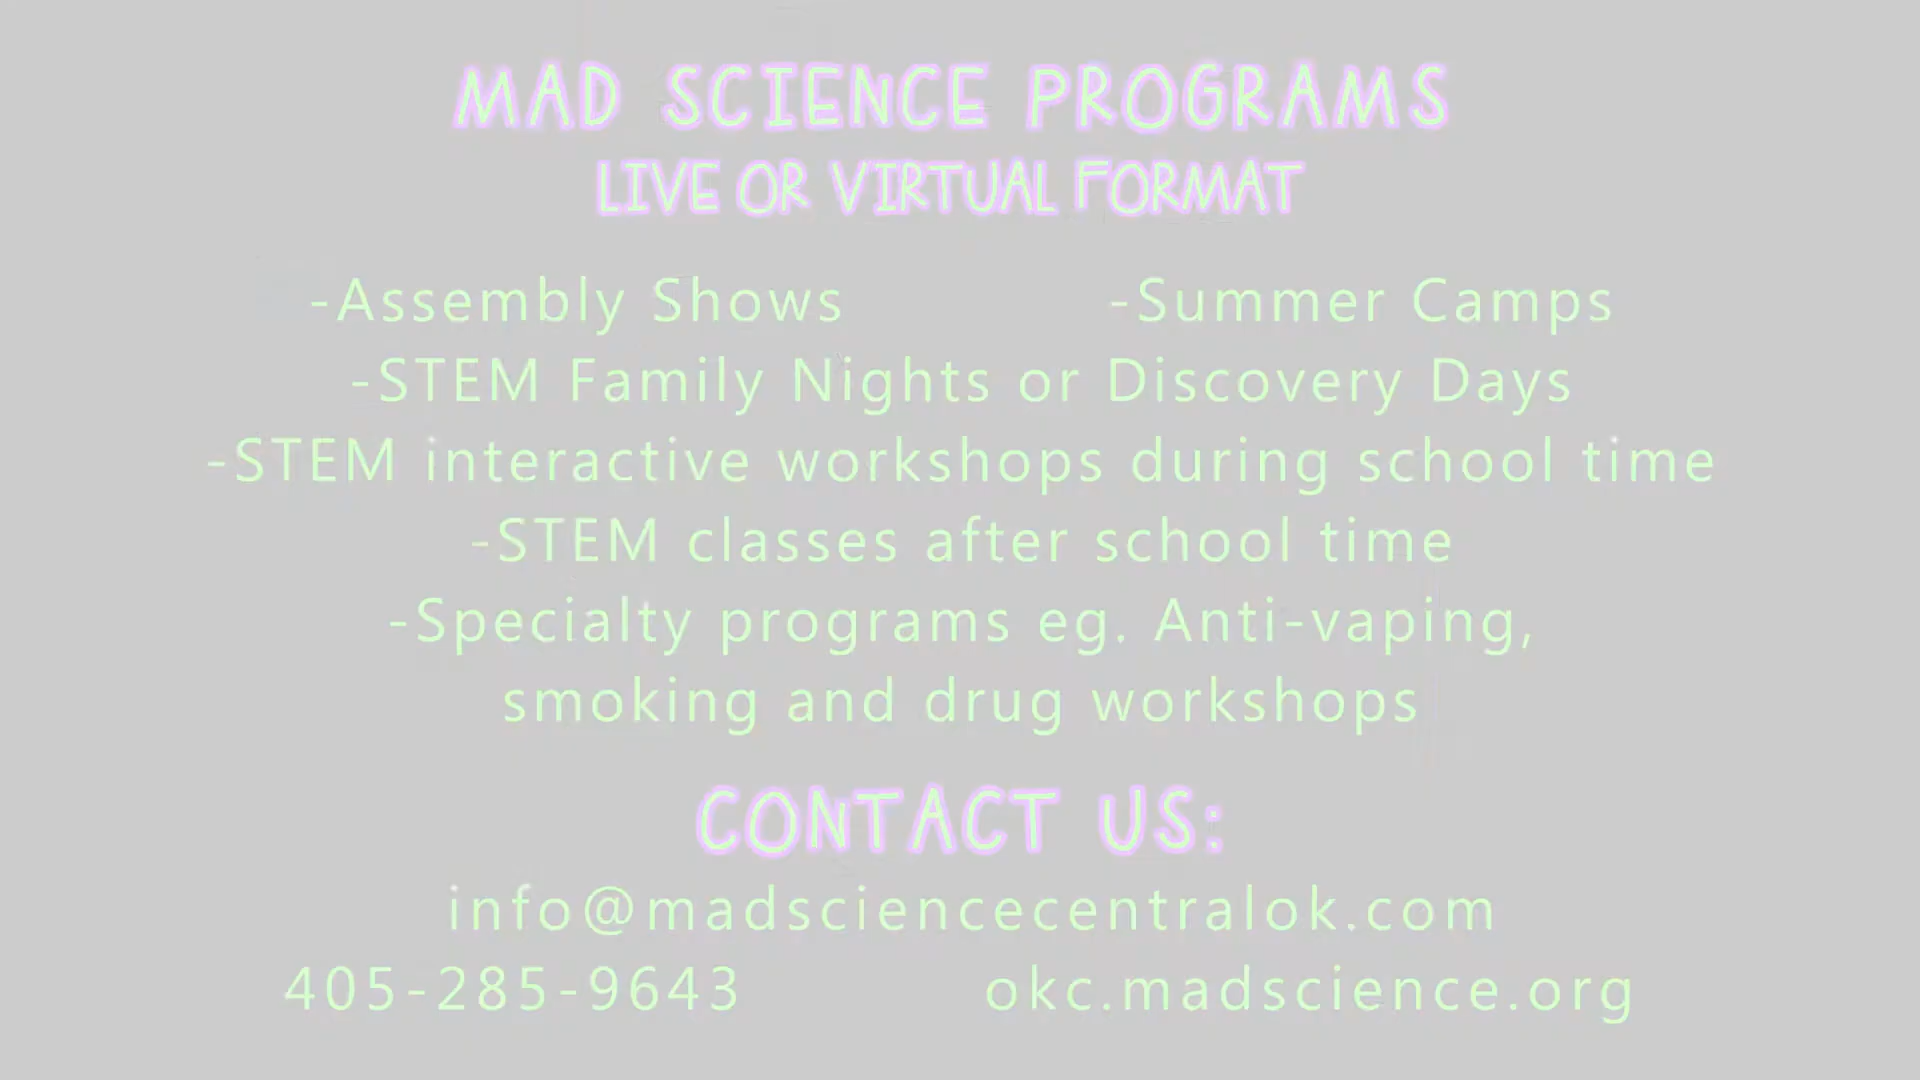 MAD SCIENCE PROGRAMS
LIVE OR VIRTUAL FORMAT
-Assembly Shows -Summer Camps
-STEM Family Nights or Discovery Days
-STEM interactive workshops during school time
-STEM classes after school time
-Specialty programs eg. Anti-vaping,
smoking and drug workshops
CONTACT US:
info@madsciencecentralok.com
405-285-9643 okc.madscience.org